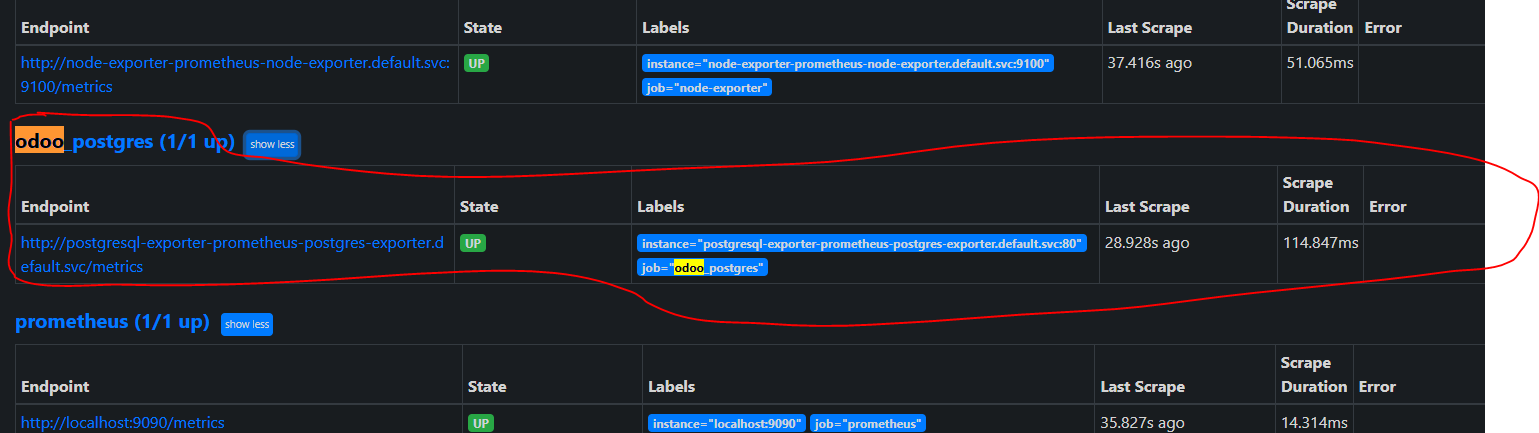 Scrape
Endpoint State Labels Last Scrape Duration Error
http://node-exporter-prometheus-node-exporter.default.svc: UP instance="node-exporter-prometheus-node-exporter.default.svc:9100" 37.416s ago 51.065ms
9100/metrics job="node-exporter"
odoo_postgres (1/1 up) show less
Scrape
Endpoint State Labels Last Scrape Duration Error
http://postgresql-exporter-prometheus-postgres-exporter.d UP instance="postgresql-exporter-prometheus-postgres-exporter.default.svc:80" 28.928s ago 114.847ms
efault.svc/metrics job="odoo_postgres"
prometheus (1/1 up) show less
Scrape
Endpoint State Labels Last Scrape Duration Error
http://localhost:9090/metrics UP instance="localhost:9090" job="prometheus" 35.827s ago 14.314ms